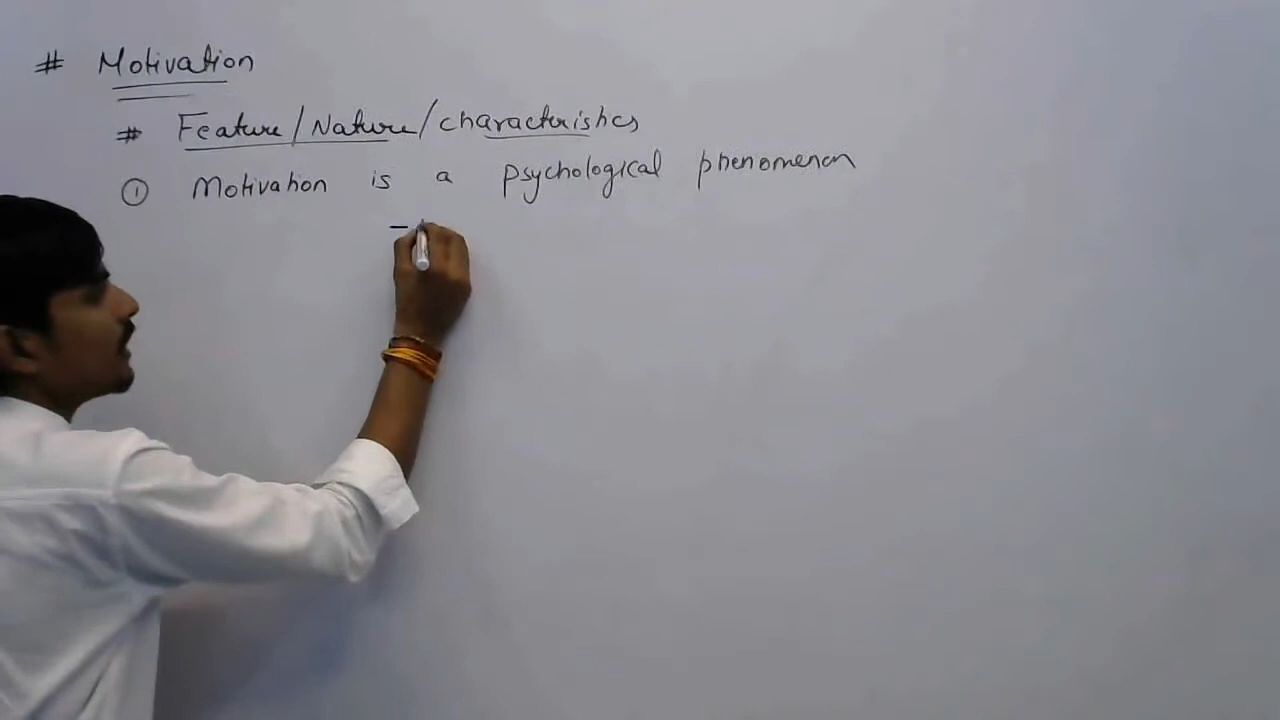 # Motivation
# Feature/Nature/characteristics
① Motivation is a psychological phenomenon
-